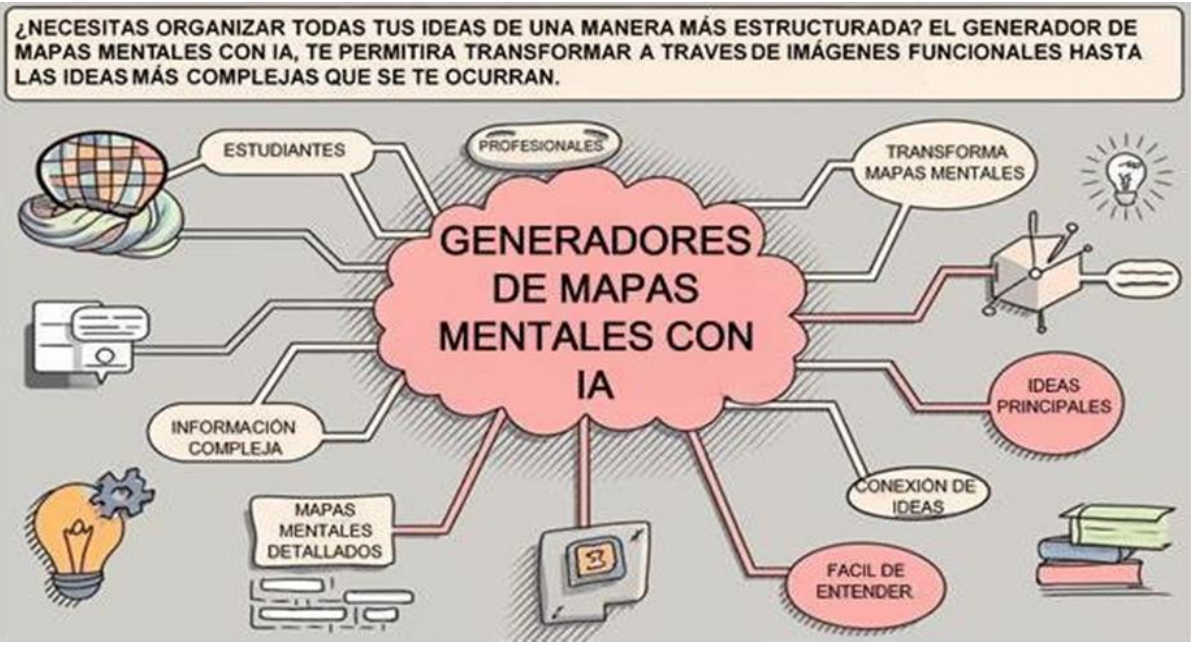 ¿NECESITAS ORGANIZAR TODAS TUS IDEAS DE UNA MANERA MÁS ESTRUCTURADA? EL GENERADOR DE
MAPAS MENTALES CON IA, TE PERMITIRA TRANSFORMAR A TRAVES DE IMÁGENES FUNCIONALES HASTA
LAS IDEAS MÁS COMPLEJAS QUE SE TE OCURRAN.
ESTUDIANTES
PROFESIONALES
TRANSFORMA
MAPAS MENTALES
GENERADORES
DE MAPAS
MENTALES CON
IA
IDEAS
PRINCIPALES
INFORMACIÓN
COMPLEJA
CONEXIÓN DE
IDEAS
MAPAS
MENTALES
DETALLADOS
FACIL DE
ENTENDER